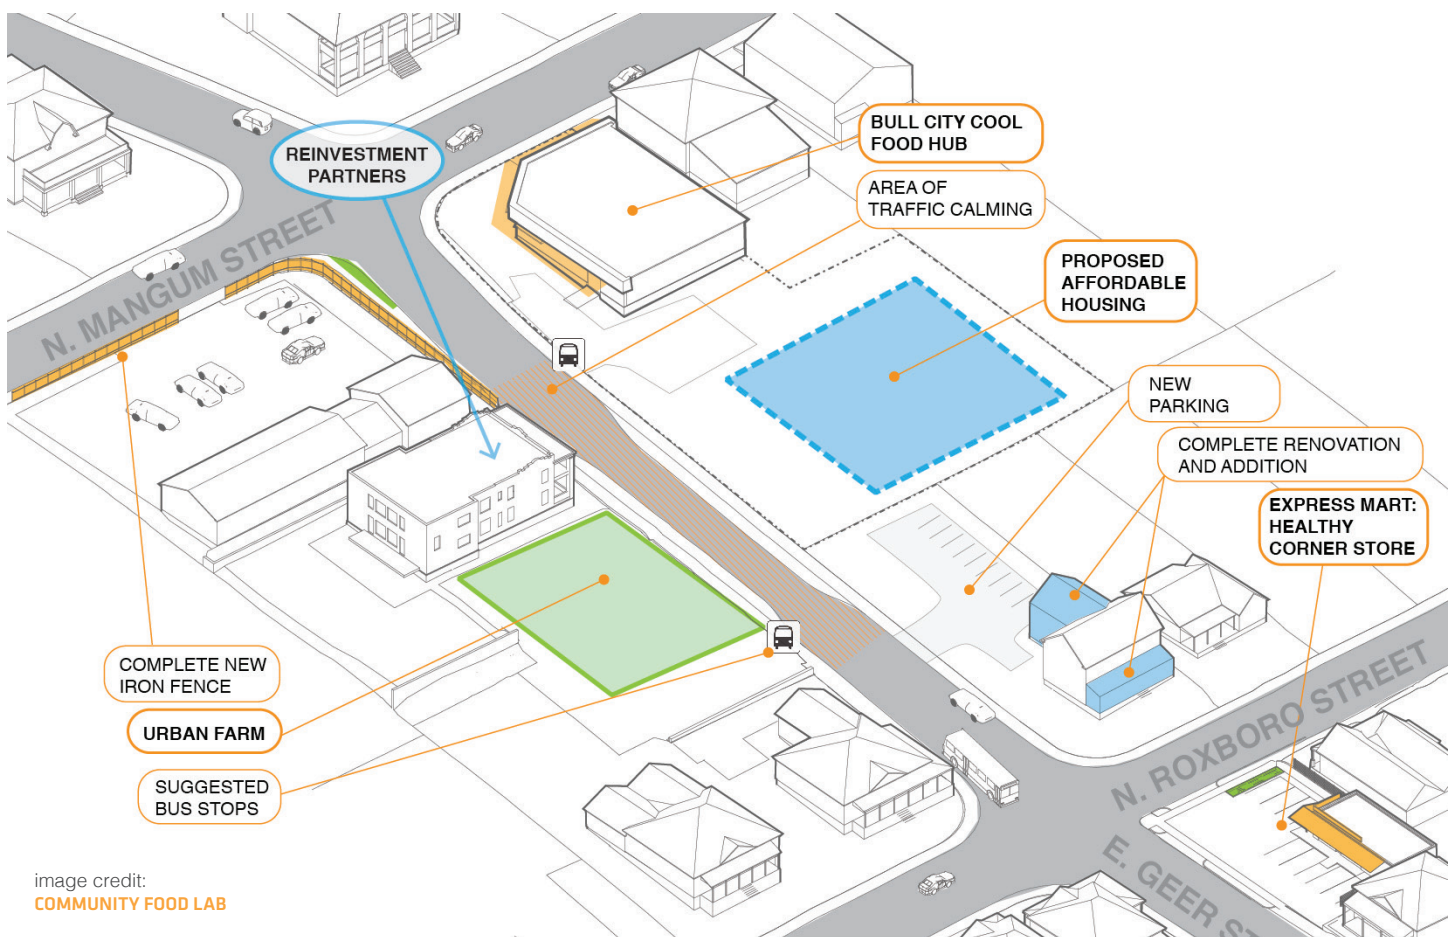 BULL CITY COOL
FOOD HUB
REINVESTMENT
PARTNERS
AREA OF
TRAFFIC CALMING
N. MANGUM STREET
PROPOSED
AFFORDABLE
HOUSING
NEW
PARKING
COMPLETE RENOVATION
AND ADDITION
EXPRESS MART:
HEALTHY
CORNER STORE
COMPLETE NEW
IRON FENCE
URBAN FARM
SUGGESTED
BUS STOPS
N. ROXBORO STREET
E. GEER ST
image credit:
COMMUNITY FOOD LAB